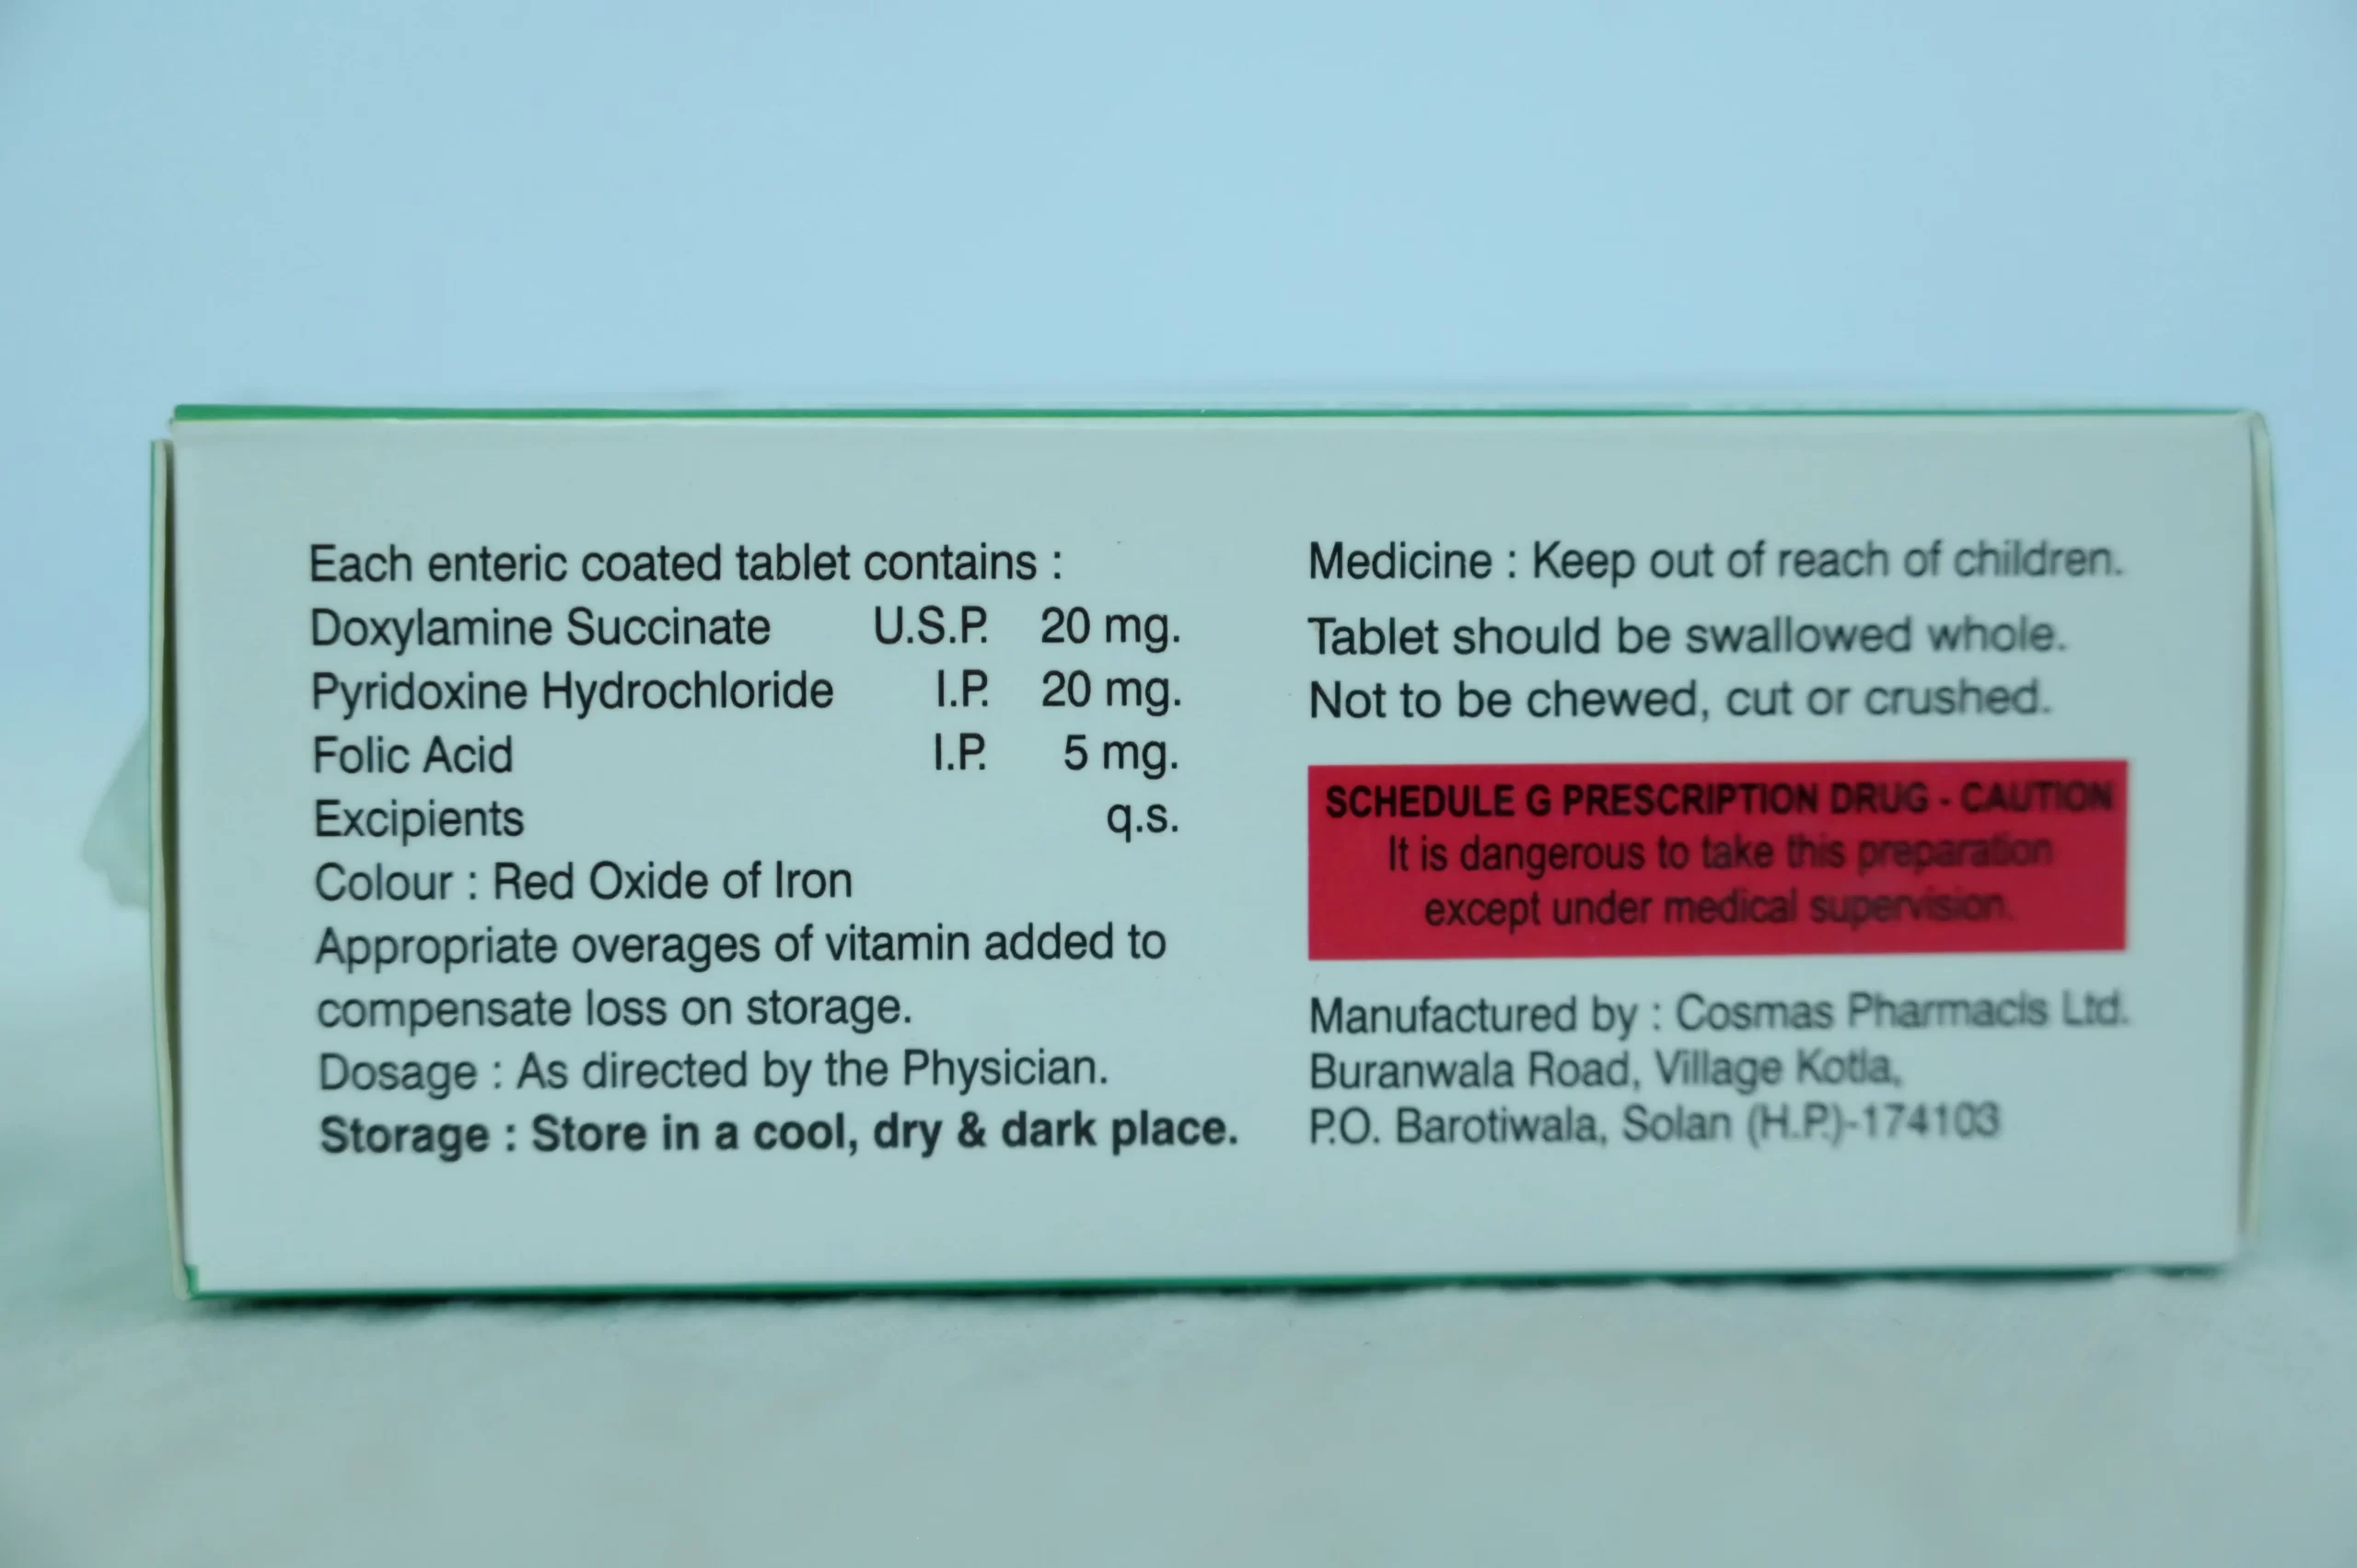 Each enteric coated tablet contains :
Doxylamine Succinate U.S.P. 20 mg.
Pyridoxine Hydrochloride I.P. 20 mg.
Folic Acid I.P. 5 mg.
Excipients q.s.
Colour : Red Oxide of Iron
Appropriate overages of vitamin added to
compensate loss on storage.
Dosage : As directed by the Physician.
Storage : Store in a cool, dry & dark place.
Medicine : Keep out of reach of children.
Tablet should be swallowed whole.
Not to be chewed, cut or crushed.
SCHEDULE G PRESCRIPTION DRUG - CAUTION
It is dangerous to take this preparation
except under medical supervision.
Manufactured by : Cosmas Pharmacls Ltd.
Buranwala Road, Village Kotla,
P.O. Barotiwala, Solan (H.P.)-174103